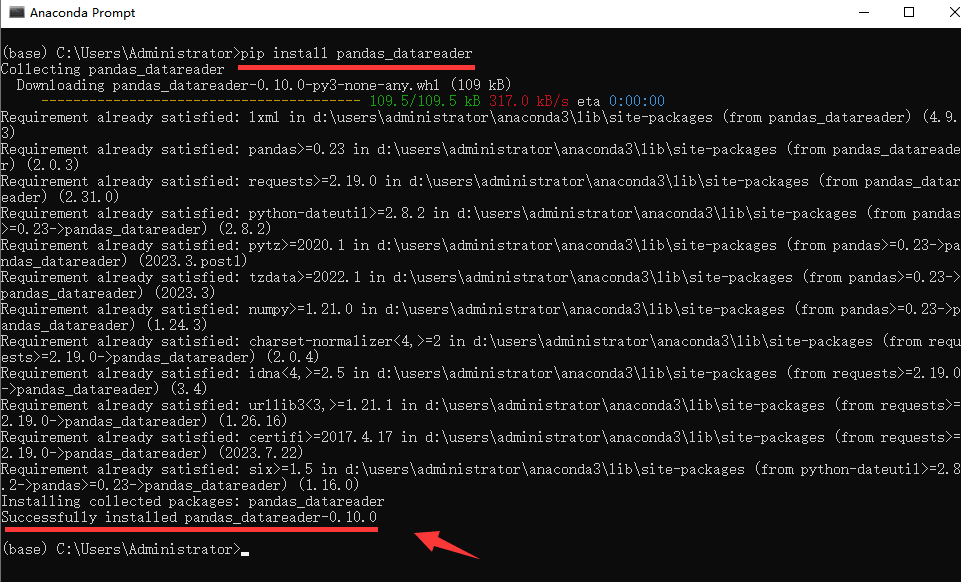 Anaconda Prompt
(base) C:\Users\Administrator>pip install pandas_datareader
Collecting pandas_datareader
  Downloading pandas_datareader-0.10.0-py3-none-any.whl (109 kB)
     ---------------------------------------- 109.5/109.5 kB 317.0 kB/s eta 0:00:00
Requirement already satisfied: lxml in d:\users\administrator\anaconda3\lib\site-packages (from pandas_datareader) (4.9.
3)
Requirement already satisfied: pandas>=0.23 in d:\users\administrator\anaconda3\lib\site-packages (from pandas_datareade
r) (2.0.3)
Requirement already satisfied: requests>=2.19.0 in d:\users\administrator\anaconda3\lib\site-packages (from pandas_datar
eader) (2.31.0)
Requirement already satisfied: python-dateutil>=2.8.2 in d:\users\administrator\anaconda3\lib\site-packages (from pandas
>=0.23->pandas_datareader) (2.8.2)
Requirement already satisfied: pytz>=2020.1 in d:\users\administrator\anaconda3\lib\site-packages (from pandas>=0.23->pa
ndas_datareader) (2023.3.post1)
Requirement already satisfied: tzdata>=2022.1 in d:\users\administrator\anaconda3\lib\site-packages (from pandas>=0.23->
pandas_datareader) (2023.3)
Requirement already satisfied: numpy>=1.21.0 in d:\users\administrator\anaconda3\lib\site-packages (from pandas>=0.23->p
andas_datareader) (1.24.3)
Requirement already satisfied: charset-normalizer<4,>=2 in d:\users\administrator\anaconda3\lib\site-packages (from requ
ests>=2.19.0->pandas_datareader) (2.0.4)
Requirement already satisfied: idna<4,>=2.5 in d:\users\administrator\anaconda3\lib\site-packages (from requests>=2.19.0
->pandas_datareader) (3.4)
Requirement already satisfied: urllib3<3,>=1.21.1 in d:\users\administrator\anaconda3\lib\site-packages (from requests>=
2.19.0->pandas_datareader) (1.26.16)
Requirement already satisfied: certifi>=2017.4.17 in d:\users\administrator\anaconda3\lib\site-packages (from requests>=
2.19.0->pandas_datareader) (2023.7.22)
Requirement already satisfied: six>=1.5 in d:\users\administrator\anaconda3\lib\site-packages (from python-dateutil>=2.8
.2->pandas>=0.23->pandas_datareader) (1.16.0)
Installing collected packages: pandas_datareader
Successfully installed pandas_datareader-0.10.0
(base) C:\Users\Administrator>